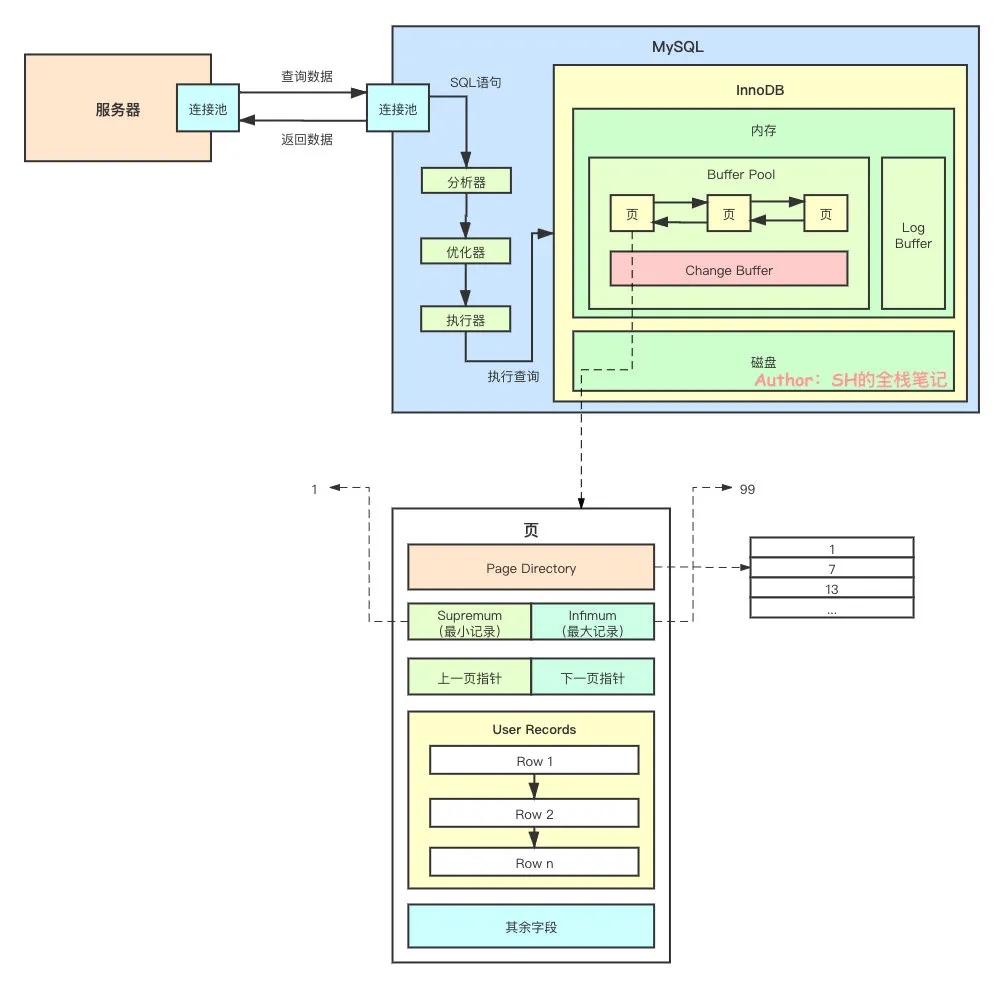 MySQL
服务器
连接池
查询数据
返回数据
连接池
SQL语句
分析器
优化器
执行器
执行查询
InnoDB
内存
Buffer Pool
页
页
页
Change Buffer
Log
Buffer
磁盘
Author：SH的全栈笔记
1
99
页
Page Directory
1
7
13
...
Supremum
（最小记录）
Infimum
（最大记录）
上一页指针
下一页指针
User Records
Row 1
Row 2
Row n
其余字段